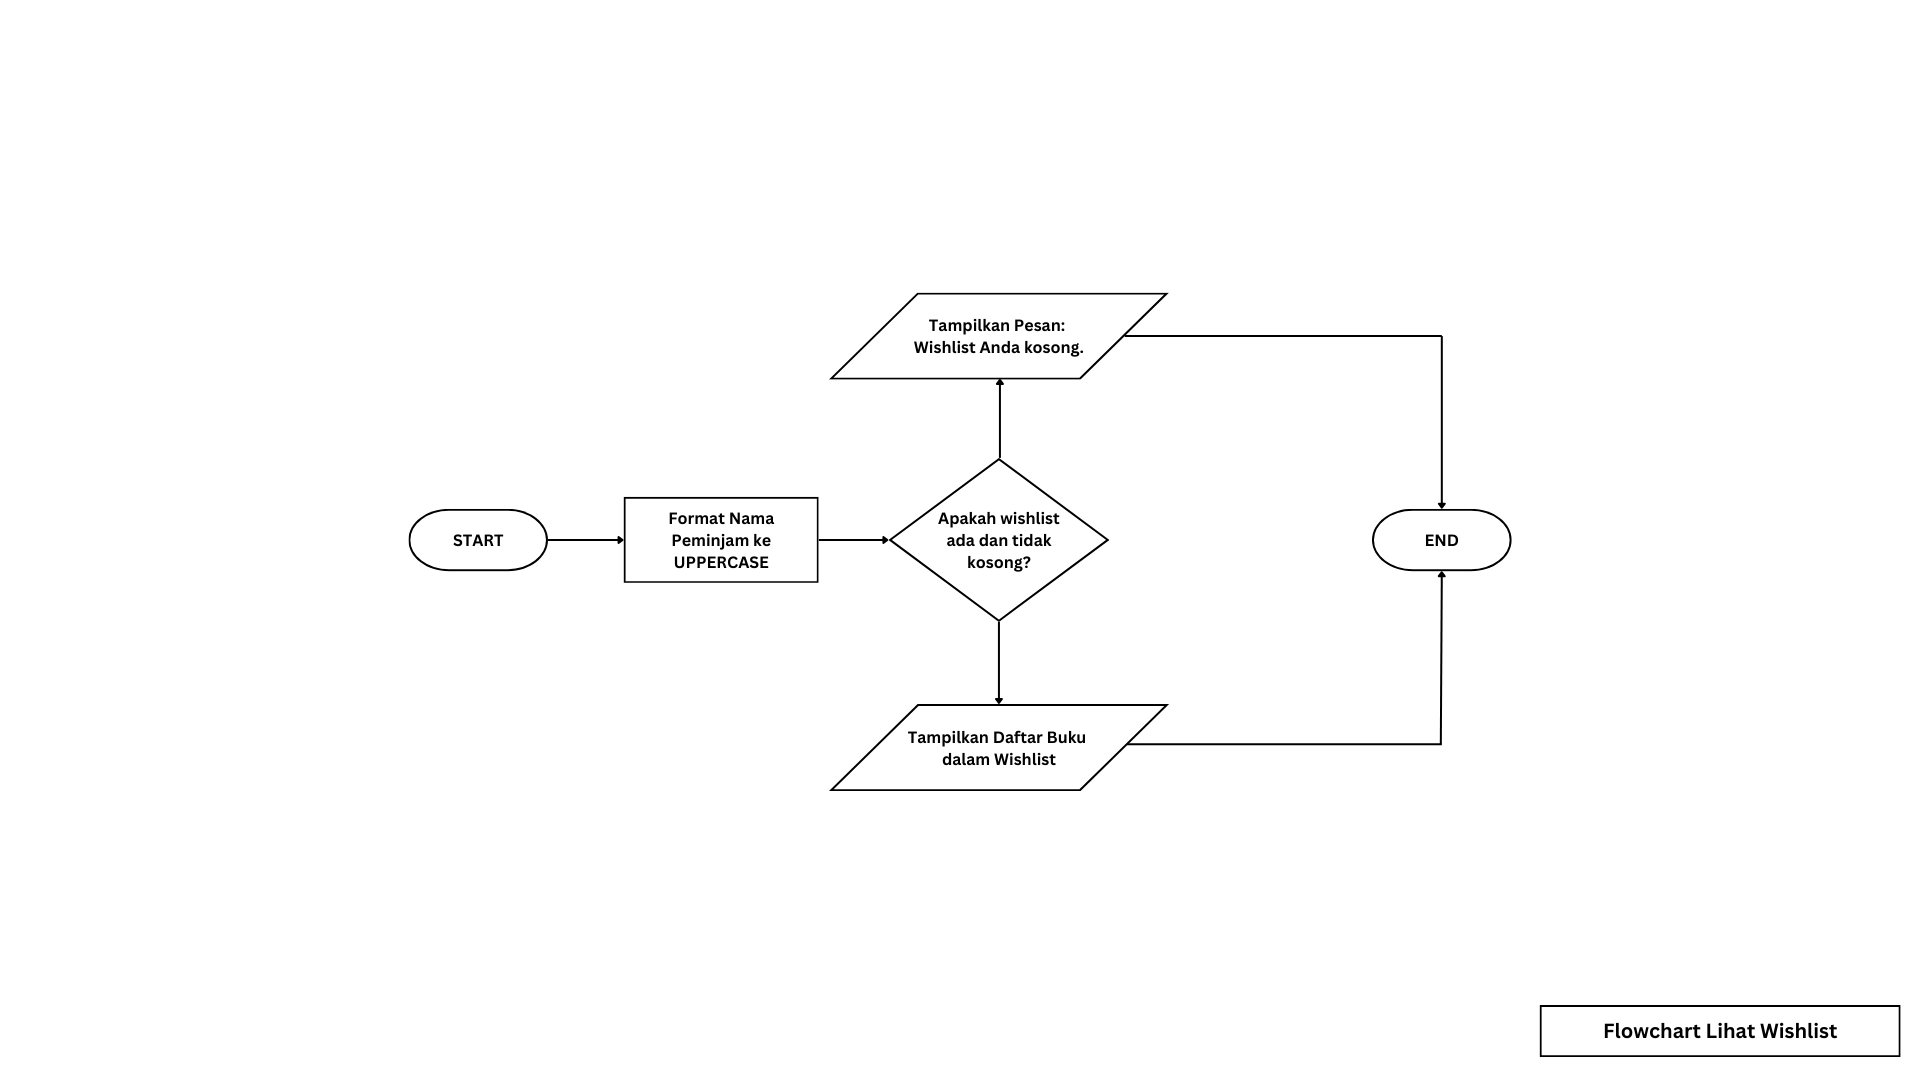 START
Format Nama
Peminjam ke
UPPERCASE
Apakah wishlist
ada dan tidak
kosong?
Tampilkan Pesan:
Wishlist Anda kosong.
Tampilkan Daftar Buku
dalam Wishlist
END
Flowchart Lihat Wishlist